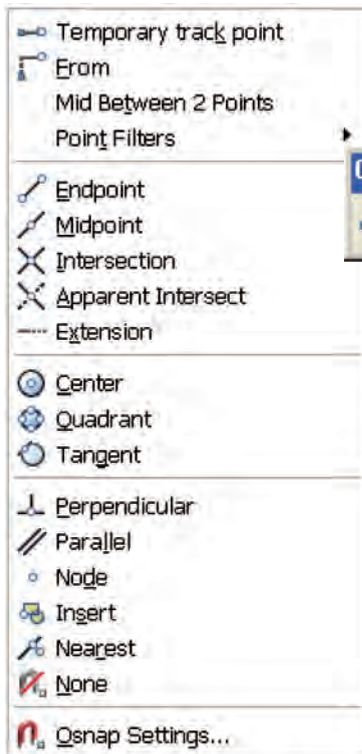 Temporary track point
From
Mid Between 2 Points
Point Filters
Endpoint
Midpoint
Intersection
Apparent Intersect
Extension
Center
Quadrant
Tangent
Perpendicular
Parallel
Node
Insert
Nearest
None
Osnap Settings...